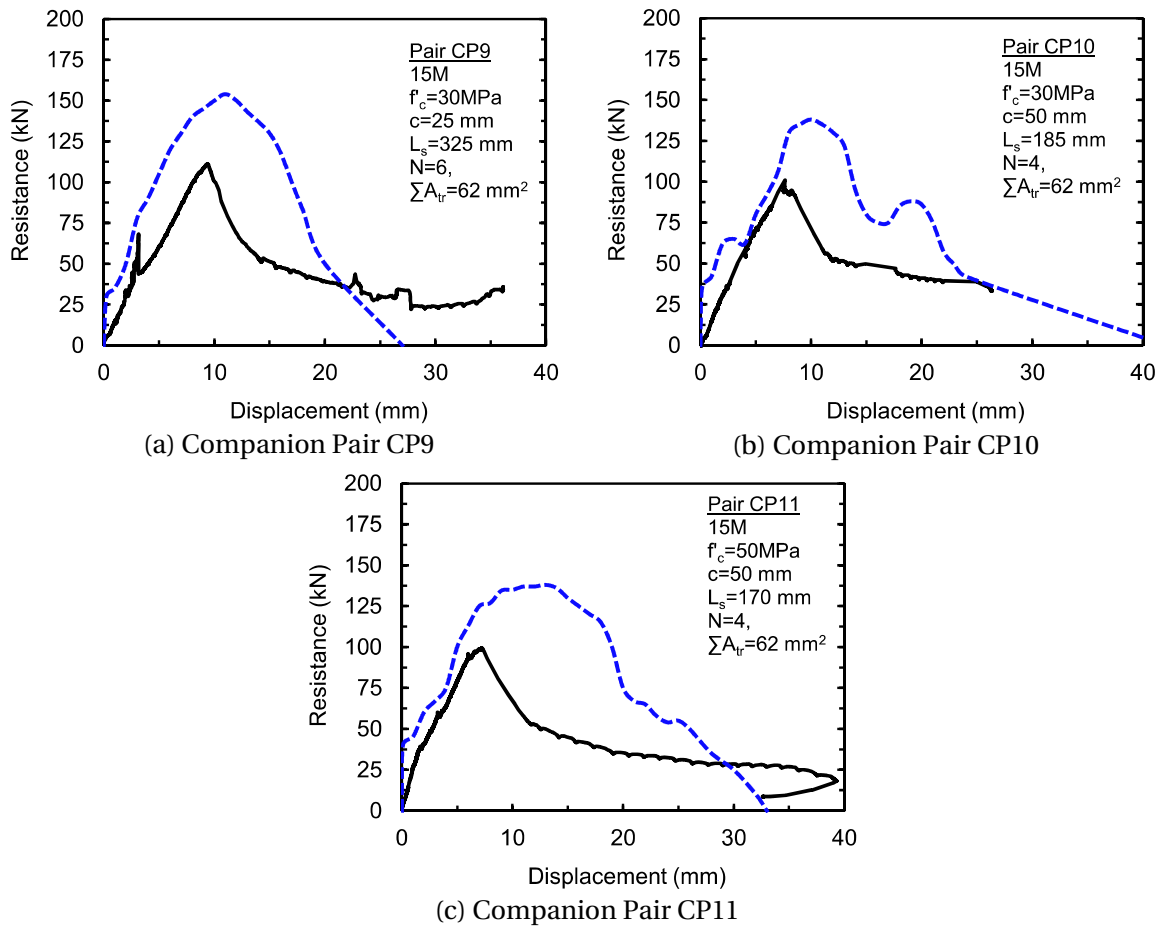 200
175
150
125
100
75
50
25
0
Resistance (kN)
0 10 20 30 40
Displacement (mm)
Pair CP9
15M
f'c=30MPa
c=25 mm
Ls=325 mm
N=6,
∑Atr=62 mm²
(a) Companion Pair CP9
200
175
150
125
100
75
50
25
0
Resistance (kN)
0 10 20 30 40
Displacement (mm)
Pair CP10
15M
f'c=30MPa
c=50 mm
Ls=185 mm
N=4,
∑Atr=62 mm²
(b) Companion Pair CP10
200
175
150
125
100
75
50
25
0
Resistance (kN)
0 10 20 30 40
Displacement (mm)
Pair CP11
15M
f'c=50MPa
c=50 mm
Ls=170 mm
N=4,
∑Atr=62 mm²
(c) Companion Pair CP11